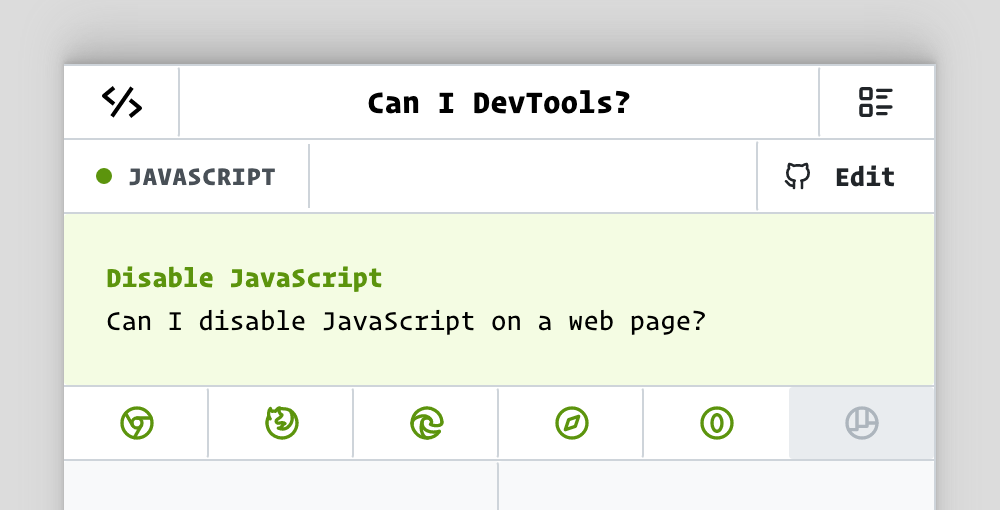 Can I DevTools?
JAVASCRIPT
Edit
Disable JavaScript
Can I disable JavaScript on a web page?